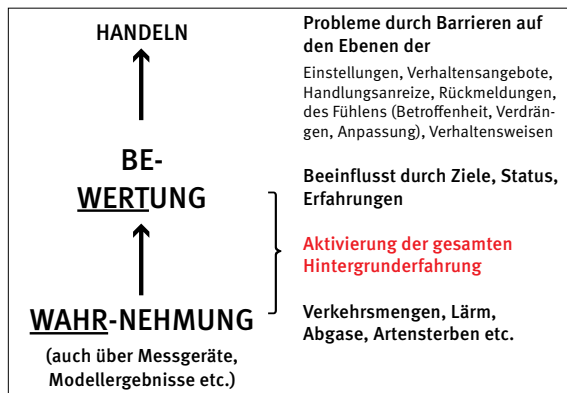 HANDELN
Probleme durch Barrieren auf
den Ebenen der
Einstellungen, Verhaltensangebote,
Handlungsanreize, Rückmeldungen,
des Fühlens (Betroffenheit, Verdrän-
gen, Anpassung), Verhaltensweisen
BE-
WERTUNG
Beeinflusst durch Ziele, Status,
Erfahrungen
Aktivierung der gesamten
Hintergrunderfahrung
WAHR-NEHMUNG
(auch über Messgeräte,
Modellergebnisse etc.)
Verkehrsmengen, Lärm,
Abgase, Artensterben etc.